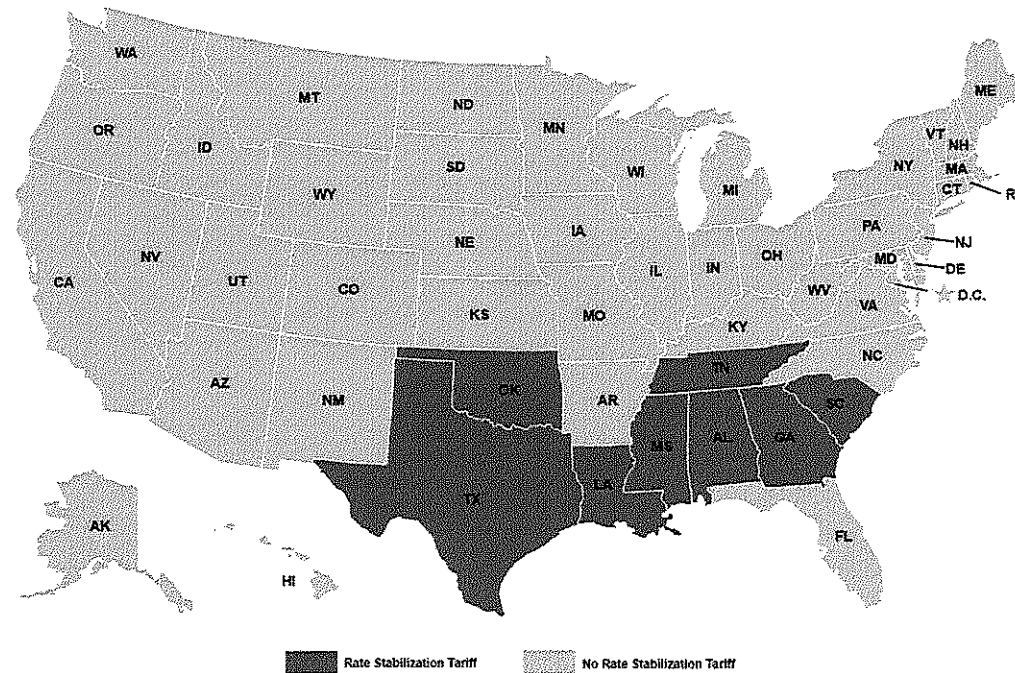 WA
MT
ND
MN
ME
OR
ID
SD
WI
VT
NH
NY
MA
WY
MI
CT
R
IA
PA
NE
NJ
NV
OH
MD
IL
IN
DE
CA
UT
CO
WV
D.C.
VA
KS
MO
KY
NC
TN
AZ
OK
NM
AR
SC
MS
AL
GA
LA
TX
AK
FL
HI
Rate Stabilization Tariff
No Rate Stabilization Tariff